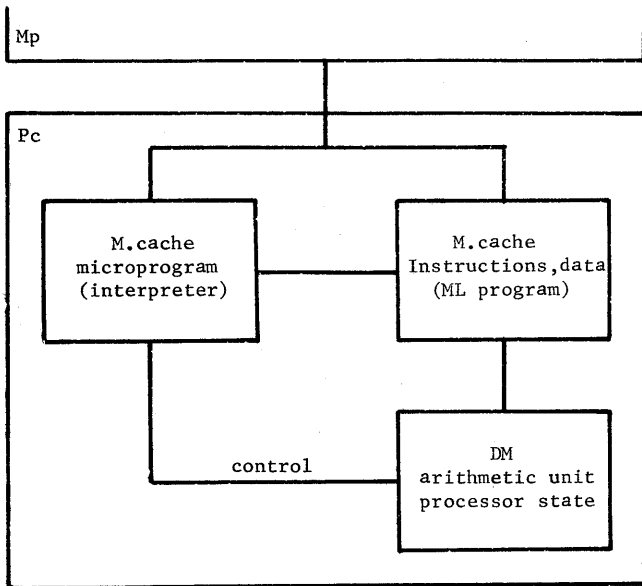 Mp
Pc
M.cache
microprogram
(interpreter)
M.cache
Instructions,data
(ML program)
control
DM
arithmetic unit
processor state